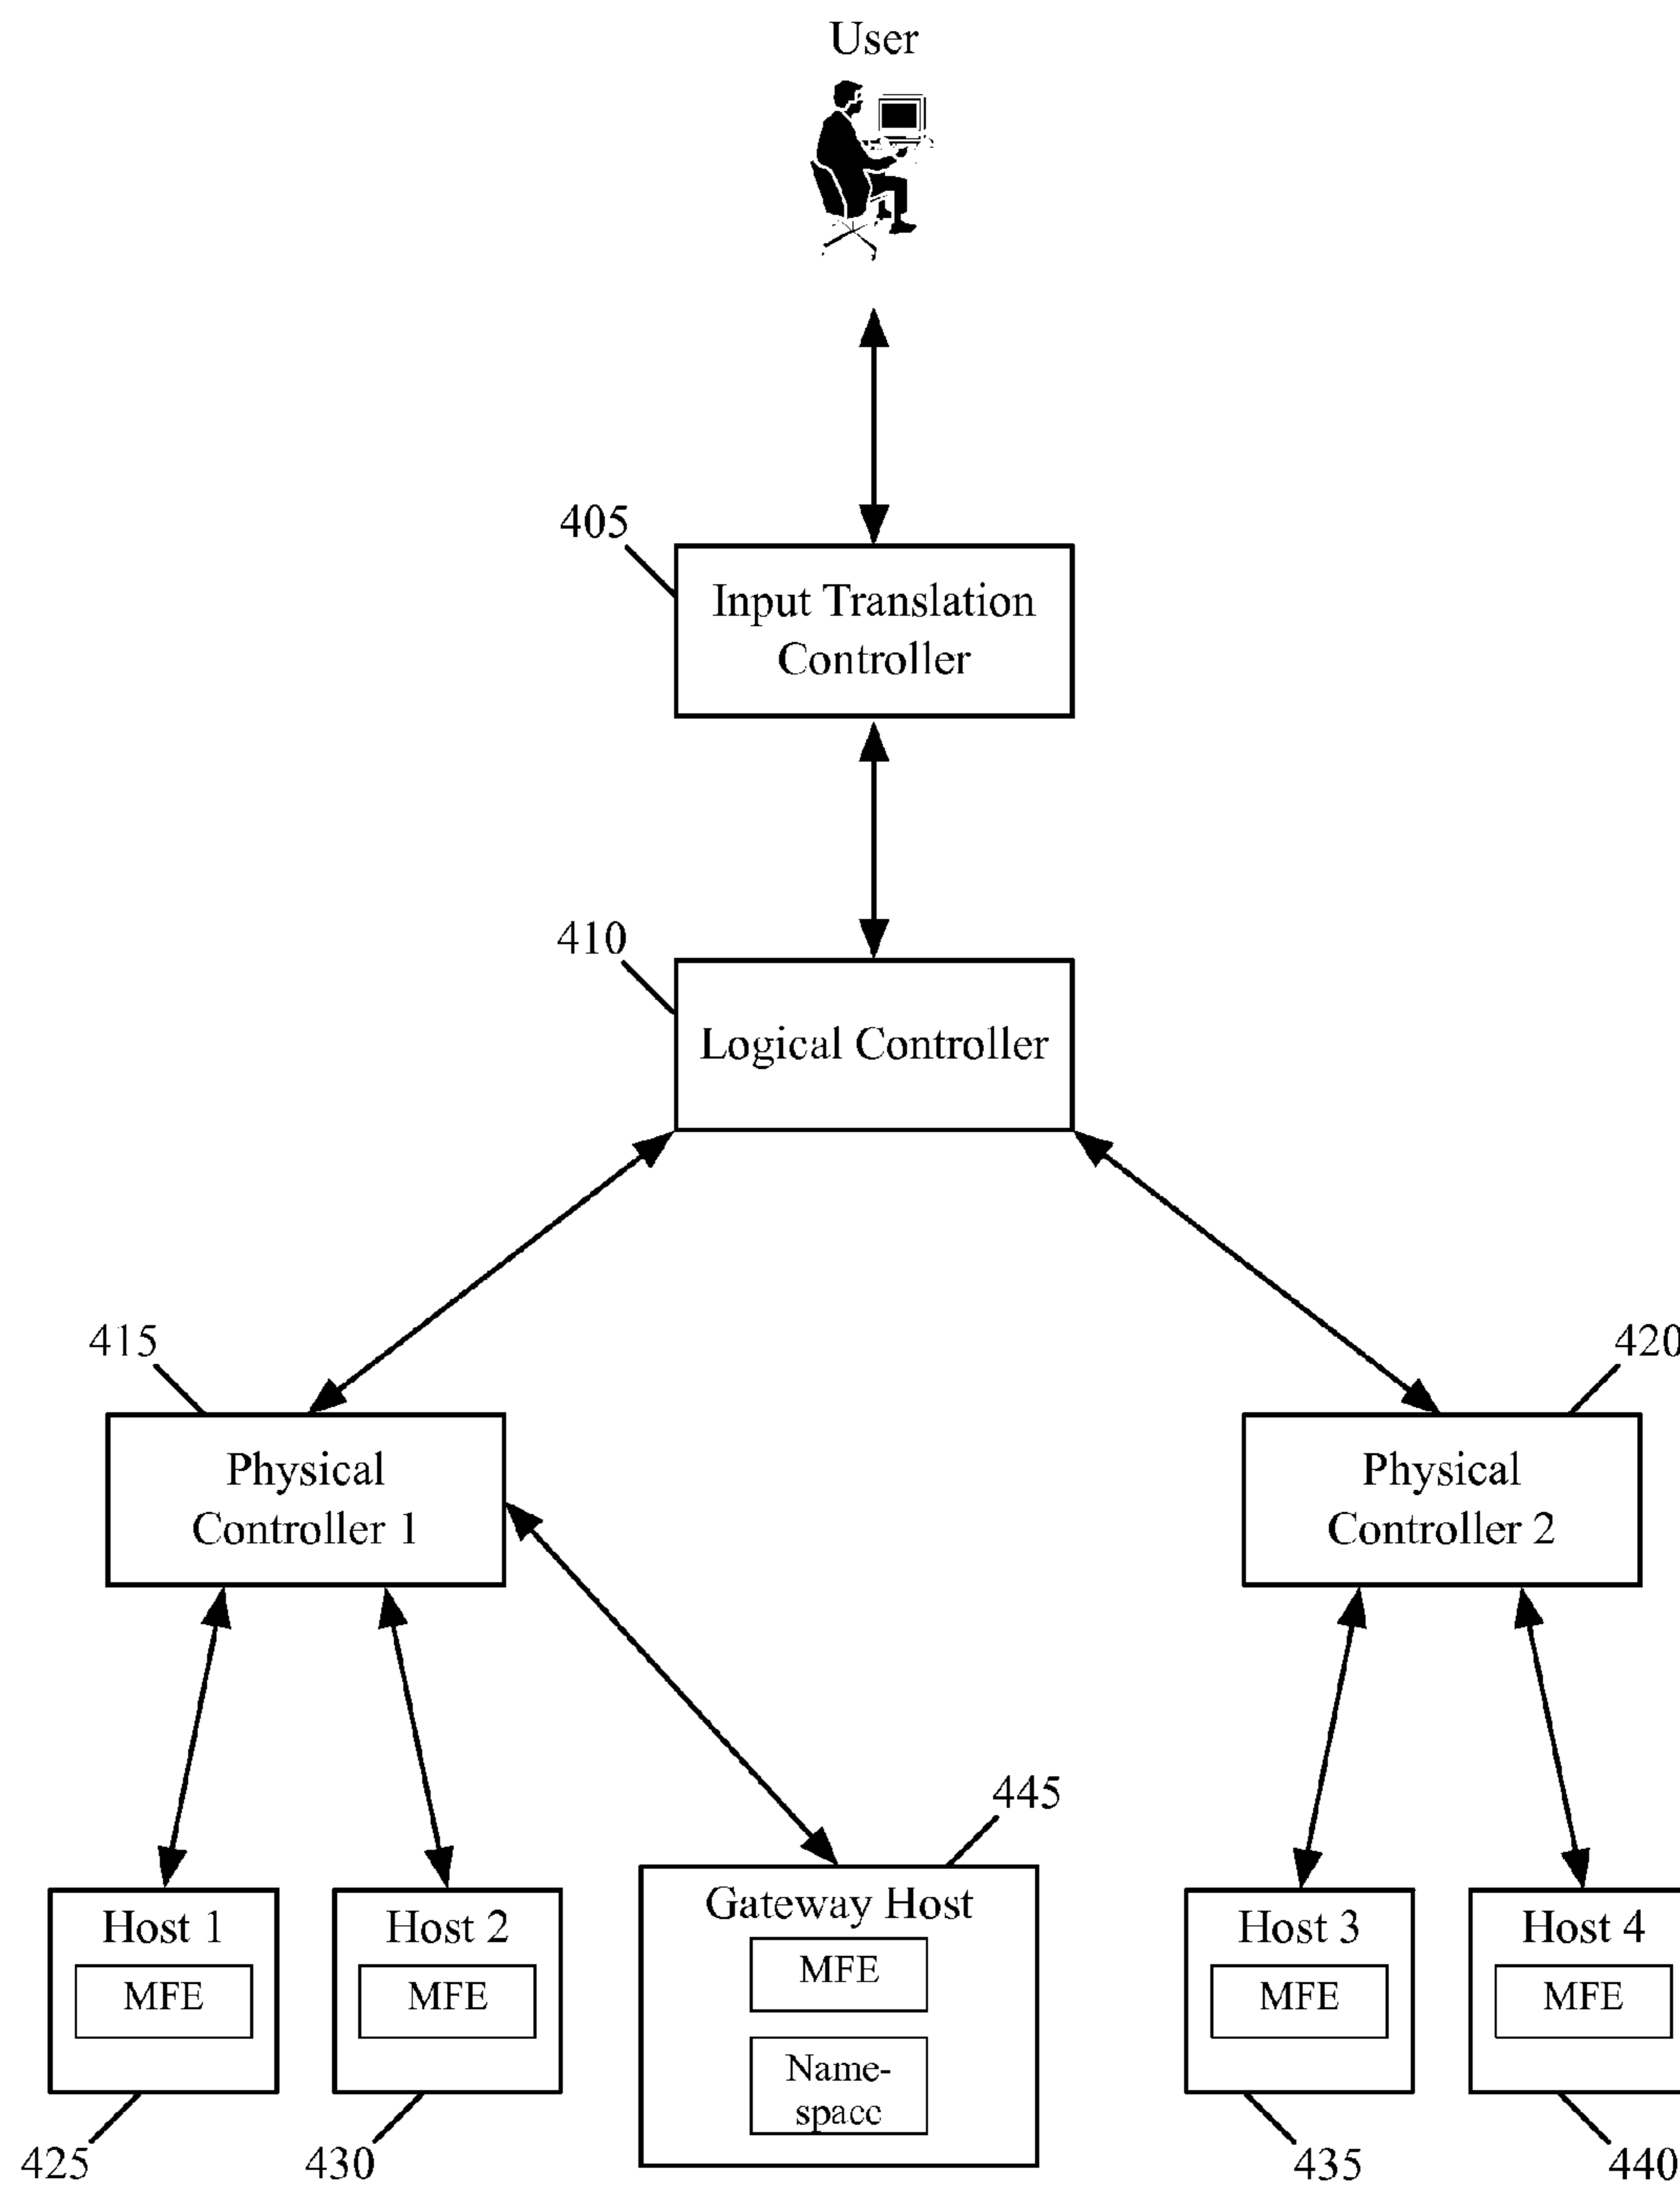 User
405
Input Translation
Controller
410
Logical Controller
415
420
Physical
Controller 1
Physical
Controller 2
445
Host 1
MFE
Host 2
MFE
Gateway Host
MFE
Name-
space
Host 3
MFE
Host 4
MFE
425
430
435
440